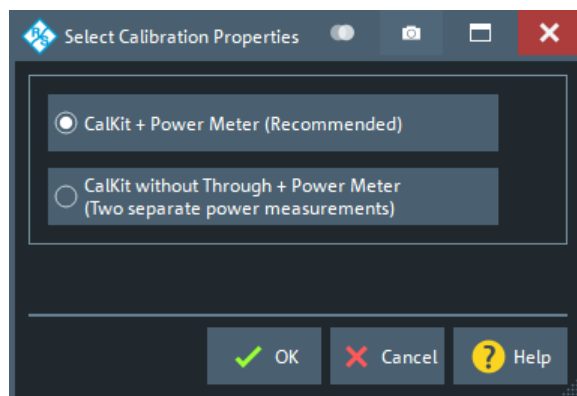 R&S
Select Calibration Properties
CalKit + Power Meter (Recommended)
CalKit without Through + Power Meter
(Two separate power measurements)
OK
Cancel
? Help